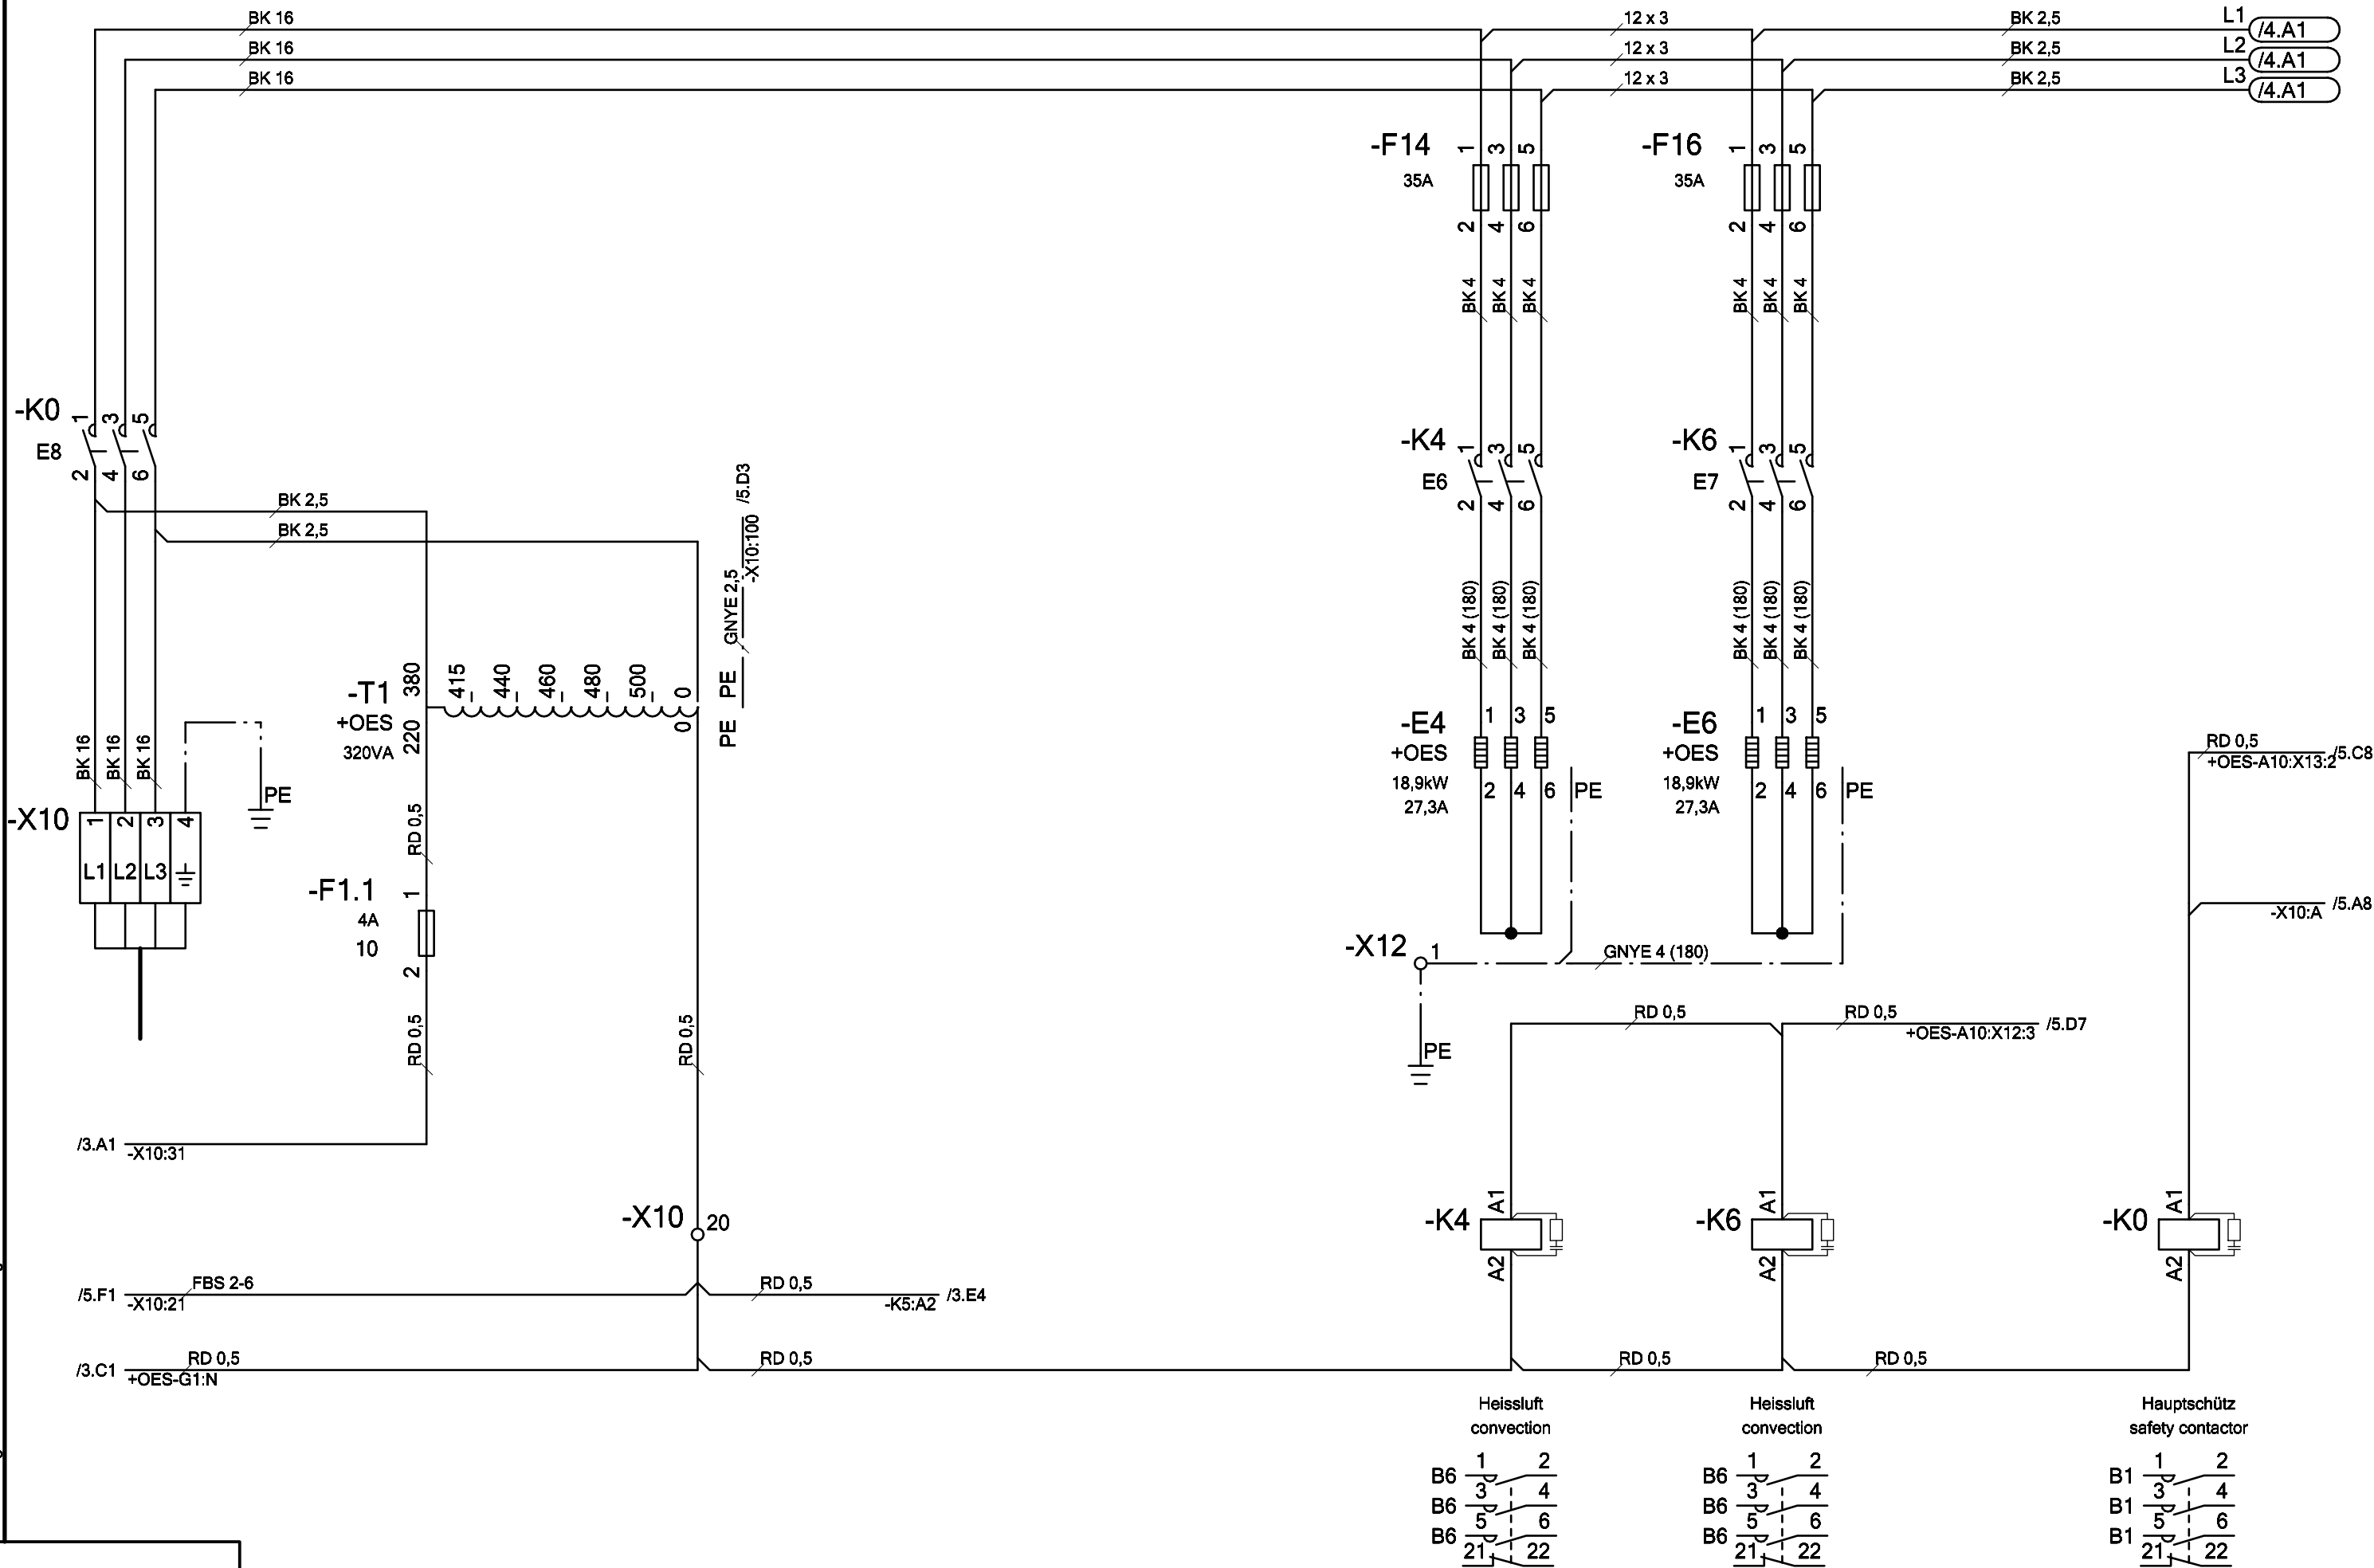 BK 16 12 x 3 BK 2,5 L1 /4.A1
BK 16 12 x 3 BK 2,5 L2 /4.A1
BK 16 12 x 3 BK 2,5 L3 /4.A1
-F14 1 3 5 -F16 1 3 5
35A 35A
2 4 6 2 4 6
BK 4 BK 4 BK 4 BK 4 BK 4 BK 4
-K0 1 3 5 -K4 1 3 5 -K6 1 3 5
E8 E6 E7
2 4 6 2 4 6 2 4 6
BK 2,5
BK 2,5
GNYE 2,5 -X10:100 /5.D3
BK 4 (180) BK 4 (180) BK 4 (180) BK 4 (180) BK 4 (180) BK 4 (180)
-T1 380 415 440 460 480 500 0 PE
+OES 220 0 PE
320VA
-E4 1 3 5 -E6 1 3 5
+OES +OES
18,9kW 2 4 6 PE 18,9kW 2 4 6 PE
27,3A 27,3A
RD 0,5 /5.C8
+OES-A10:X13:2
BK 16 BK 16 BK 16
PE
-X10 1 2 3 4
L1 L2 L3
RD 0,5
-F1.1 1
4A
10
2
-X10:A /5.A8
-X12 1 GNYE 4 (180)
RD 0,5 RD 0,5
RD 0,5 RD 0,5 /5.D7
+OES-A10:X12:3
PE
/3.A1 -X10:31
-X10 20
-K4 A1 A2 -K6 A1 A2 -K0 A1 A2
/5.F1 FBS 2-6 RD 0,5 /3.E4
-X10:21 -K5:A2
/3.C1 RD 0,5 RD 0,5 RD 0,5 RD 0,5
+OES-G1:N
Heissluft Heissluft Hauptschütz
convection convection safety contactor
B6 1 2 B6 1 2 B1 1 2
B6 3 4 B6 3 4 B1 3 4
B6 5 6 B6 5 6 B1 5 6
21 22 21 22 21 22